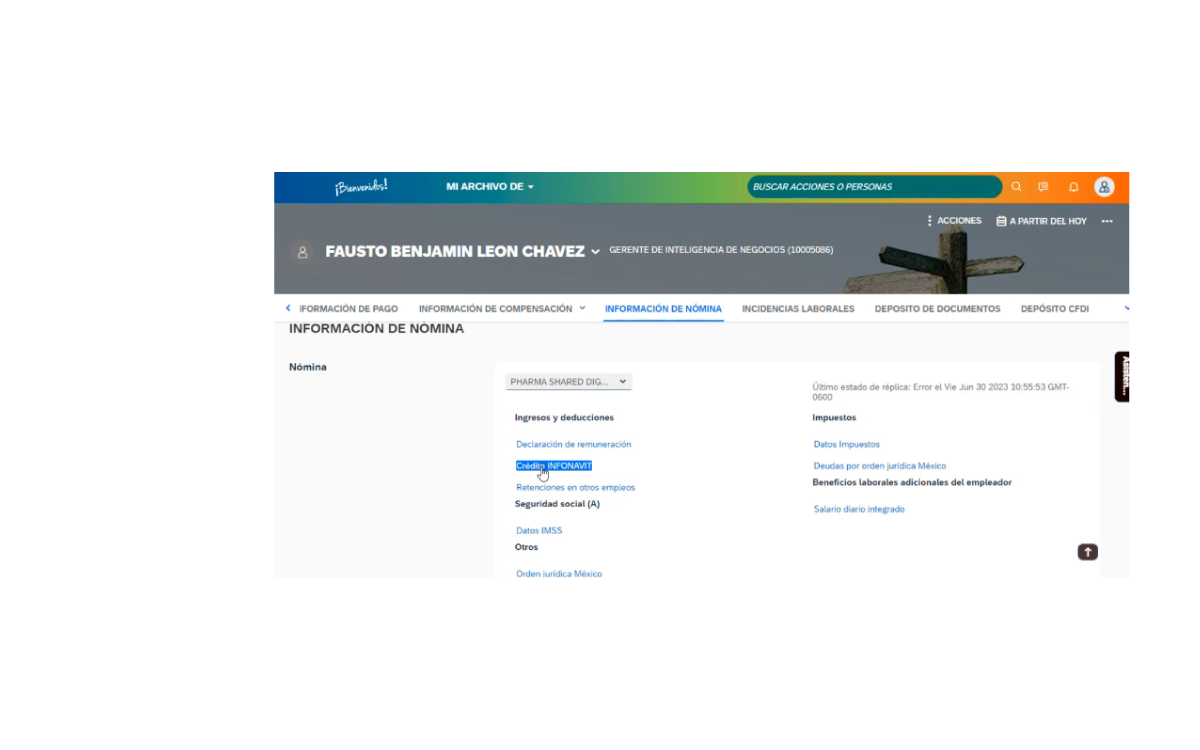 ¡Bienvenidos!
MI ARCHIVO DE
BUSCAR ACCIONES O PERSONAS
ACCIONES
A PARTIR DEL HOY
FAUSTO BENJAMIN LEON CHAVEZ
GERENTE DE INTELIGENCIA DE NEGOCIOS (10005086)
FORMACIÓN DE PAGO
INFORMACIÓN DE COMPENSACIÓN
INFORMACIÓN DE NÓMINA
INCIDENCIAS LABORALES
DEPOSITO DE DOCUMENTOS
DEPÓSITO CFDI
INFORMACIÓN DE NÓMINA
Nómina
Asisten...
PHARMA SHARED DIG...
Último estado de réplica: Error el Vie Jun 30 2023 10:55:53 GMT-
0600
Ingresos y deducciones
Declaración de remuneración
Crédito INFONAVIT
Retenciones en otros empleos
Seguridad social (A)
Datos IMSS
Otros
Orden jurídica México
Impuestos
Datos Impuestos
Deudas por orden jurídica México
Beneficios laborales adicionales del empleador
Salario diario integrado